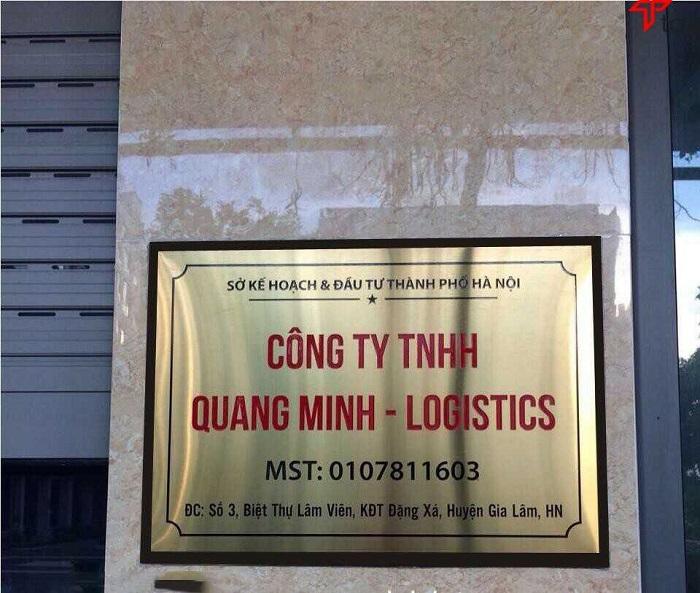 SỞ KẾ HOẠCH & ĐẦU TƯ THÀNH PHỐ HÀ NỘI
CÔNG TY TNHH
QUANG MINH - LOGISTICS
MST: 0107811603
ĐC: Số 3, Biệt Thự Lâm Viên, KĐT Đặng Xá, Huyện Gia Lâm, HN